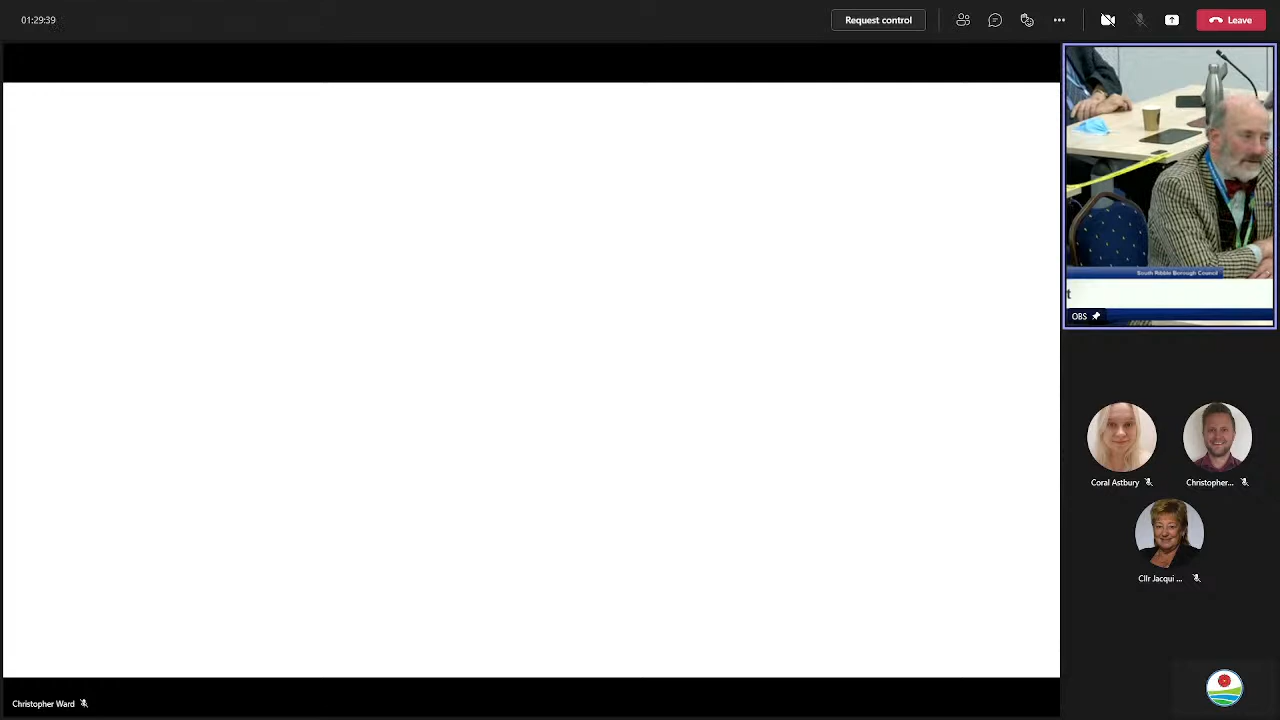 01:29:39
Request control
Leave
South Ribble Borough Council
t
OBS
Coral Astbury
Christopher...
Cllr Jacqui ...
Christopher Ward